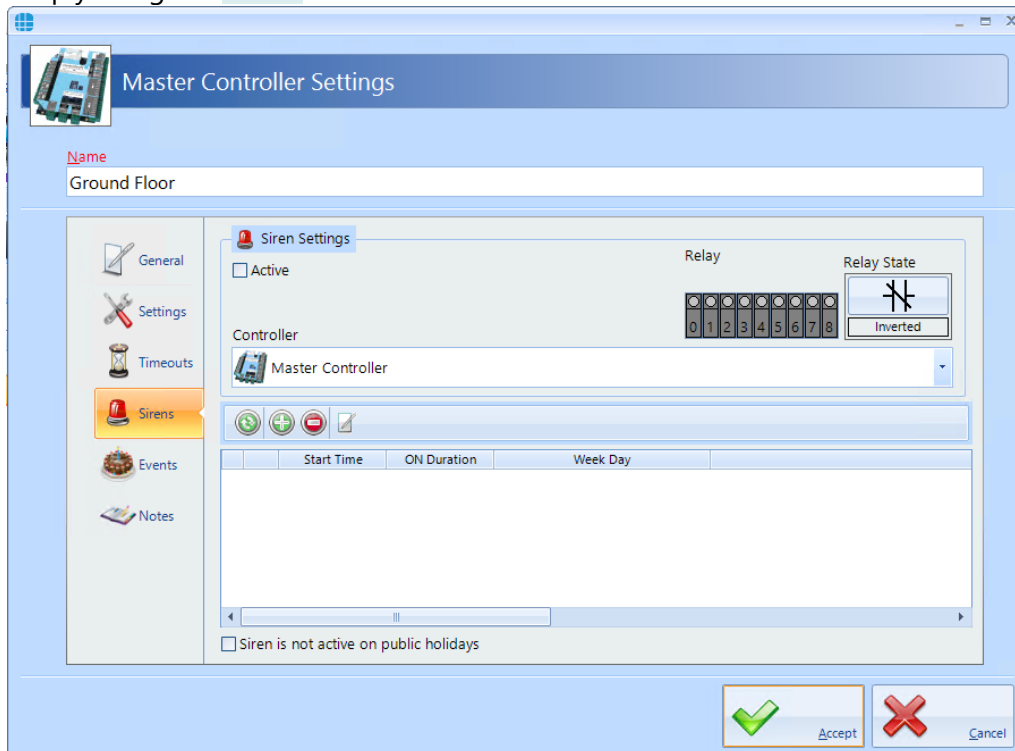 Master Controller Settings
Name
Ground Floor
General
Settings
Timeouts
Sirens
Events
Notes
Siren Settings
Active
Relay
Relay State
0 1 2 3 4 5 6 7 8
Inverted
Controller
Master Controller
Start Time ON Duration Week Day
Siren is not active on public holidays
Accept
Cancel